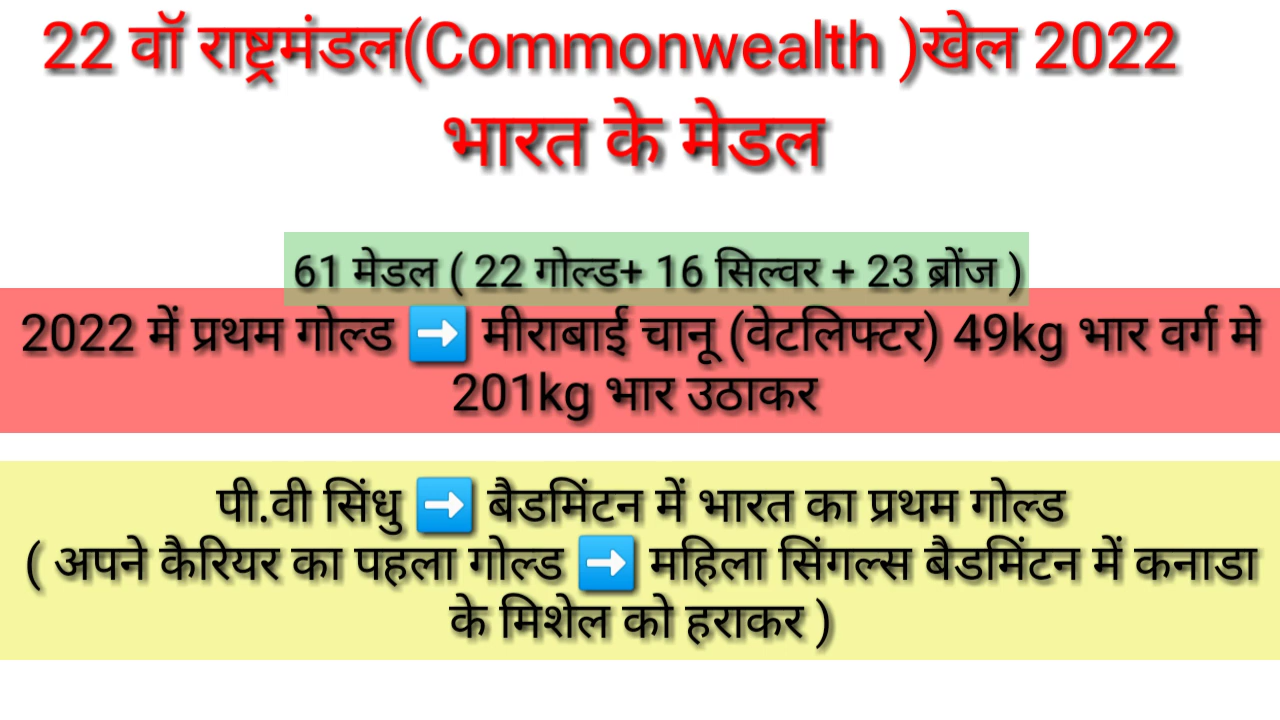 22 वॉ राष्ट्रमंडल(Commonwealth )खेल 2022
भारत के मेडल
61 मेडल ( 22 गोल्ड+ 16 सिल्वर + 23 ब्रोंज )
2022 में प्रथम गोल्ड ➡️ मीराबाई चानू (वेटलिफ्टर) 49kg भार वर्ग मे
201kg भार उठाकर
पी.वी सिंधु ➡️ बैडमिंटन में भारत का प्रथम गोल्ड
( अपने कैरियर का पहला गोल्ड ➡️ महिला सिंगल्स बैडमिंटन में कनाडा
के मिशेल को हराकर )